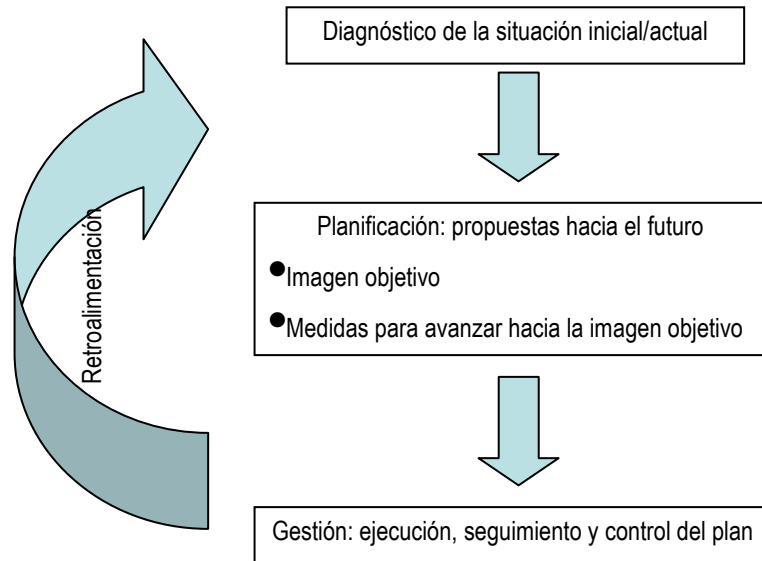 Diagnóstico de la situación inicial/actual
Planificación: propuestas hacia el futuro
●Imagen objetivo
●Medidas para avanzar hacia la imagen objetivo
Retroalimentación
Gestión: ejecución, seguimiento y control del plan